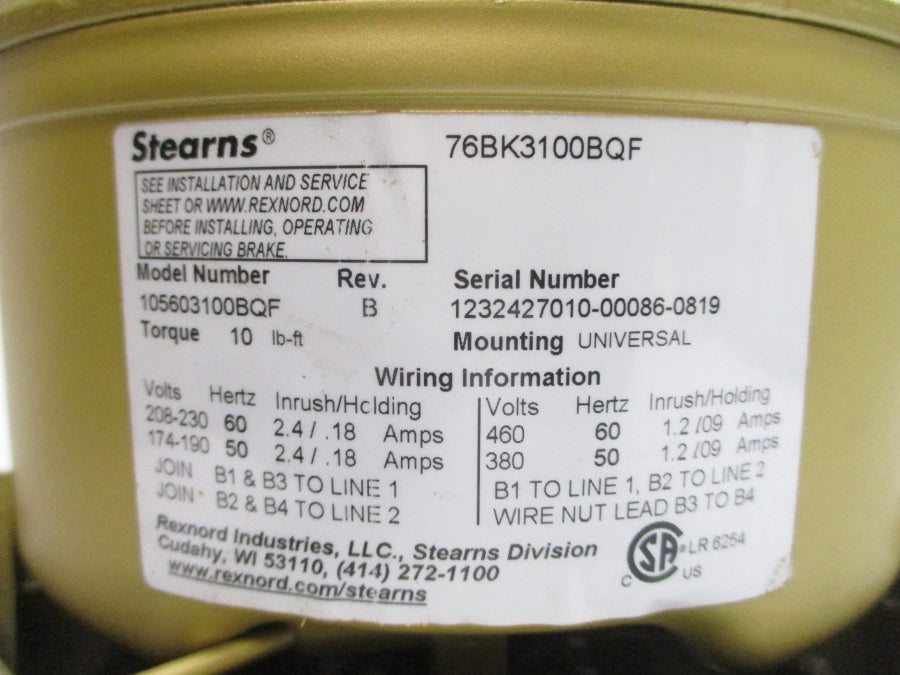 Stearns® 76BK3100BQF
SEE INSTALLATION AND SERVICE
SHEET OR WWW.REXNORD.COM
BEFORE INSTALLING, OPERATING
OR SERVICING BRAKE.
Model Number Rev. Serial Number
105603100BQF B 1232427010-00086-0819
Torque 10 lb-ft Mounting UNIVERSAL
Wiring Information
Volts Hertz Inrush/Holding
208-230 60 2.4 / .18 Amps
174-190 50 2.4 / .18 Amps
JOIN B1 & B3 TO LINE 1
JOIN B2 & B4 TO LINE 2
Volts Hertz Inrush/Holding
460 60 1.2 /09 Amps
380 50 1.2 /09 Amps
B1 TO LINE 1, B2 TO LINE 2
WIRE NUT LEAD B3 TO B4
Rexnord Industries, LLC., Stearns Division
Cudahy, WI 53110, (414) 272-1100
www.rexnord.com/stearns
C SA ® US LR 6254